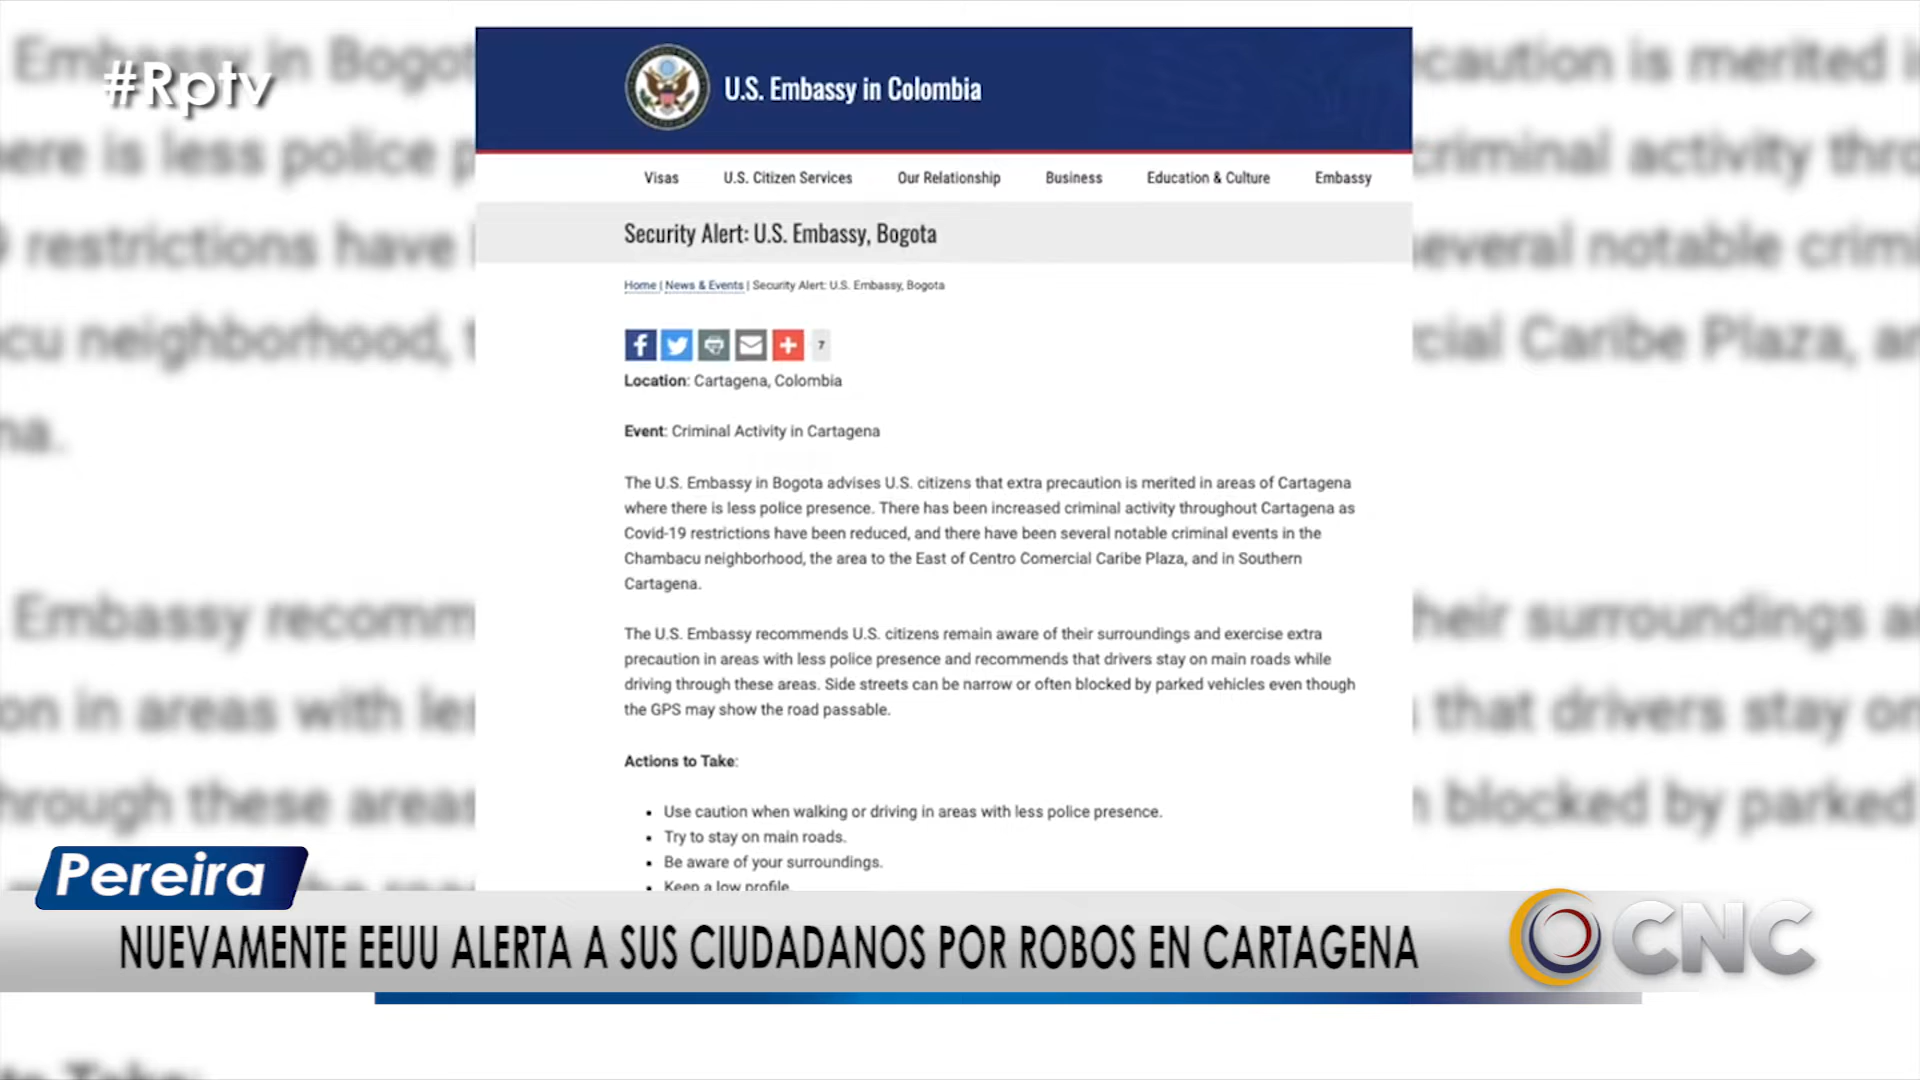 #Rptv
U.S. Embassy in Colombia
Visas U.S. Citizen Services Our Relationship Business Education & Culture Embassy
Security Alert: U.S. Embassy, Bogota
Home | News & Events | Security Alert: U.S. Embassy, Bogota
7
Location: Cartagena, Colombia
Event: Criminal Activity in Cartagena
The U.S. Embassy in Bogota advises U.S. citizens that extra precaution is merited in areas of Cartagena
where there is less police presence. There has been increased criminal activity throughout Cartagena as
Covid-19 restrictions have been reduced, and there have been several notable criminal events in the
Chambacu neighborhood, the area to the East of Centro Comercial Caribe Plaza, and in Southern
Cartagena.
The U.S. Embassy recommends U.S. citizens remain aware of their surroundings and exercise extra
precaution in areas with less police presence and recommends that drivers stay on main roads while
driving through these areas. Side streets can be narrow or often blocked by parked vehicles even though
the GPS may show the road passable.
Actions to Take:
• Use caution when walking or driving in areas with less police presence.
• Try to stay on main roads.
• Be aware of your surroundings.
• Keep a low profile.
Pereira
NUEVAMENTE EEUU ALERTA A SUS CIUDADANOS POR ROBOS EN CARTAGENA
CNC